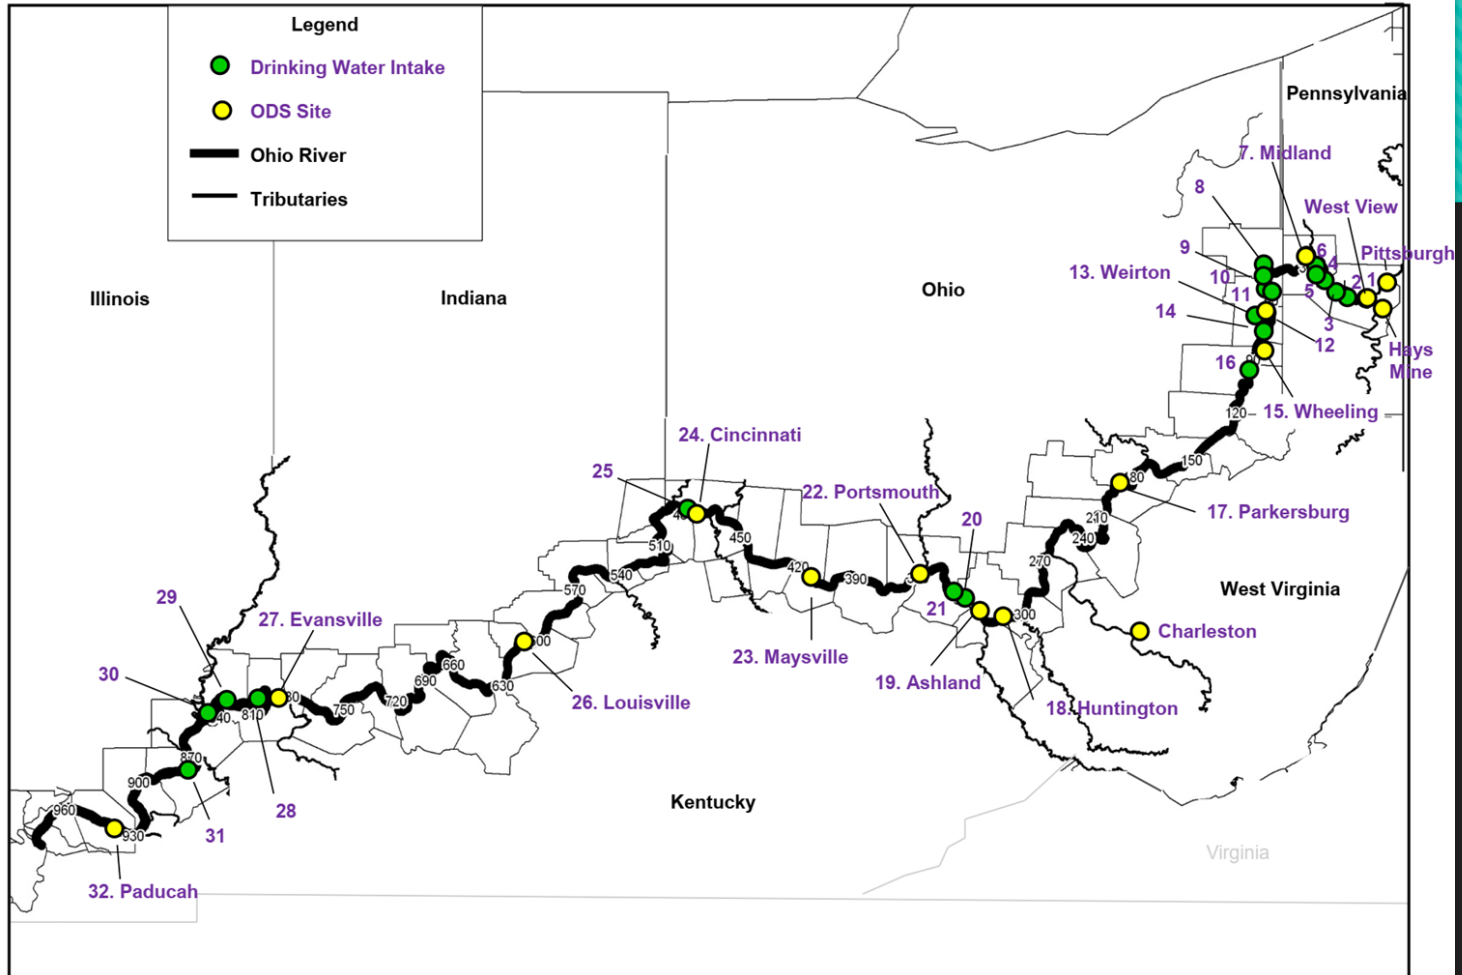 Legend
Drinking Water Intake
ODS Site
Ohio River
Tributaries
Pennsylvania
7. Midland
8
West View
9
6
Pittsburgh
4
13. Weirton
10
2
1
Illinois
Indiana
Ohio
11
5
14
3
12
Hays
Mine
16
90
120
15. Wheeling
24. Cincinnati
25
150
180
22. Portsmouth
17. Parkersburg
210
20
450
240
510
270
420
390
540
570
West Virginia
29
21
300
27. Evansville
Charleston
600
23. Maysville
660
30
690
630
19. Ashland
720
26. Louisville
750
18. Huntington
810
870
900
Kentucky
28
960
31
930
Virginia
32. Paducah